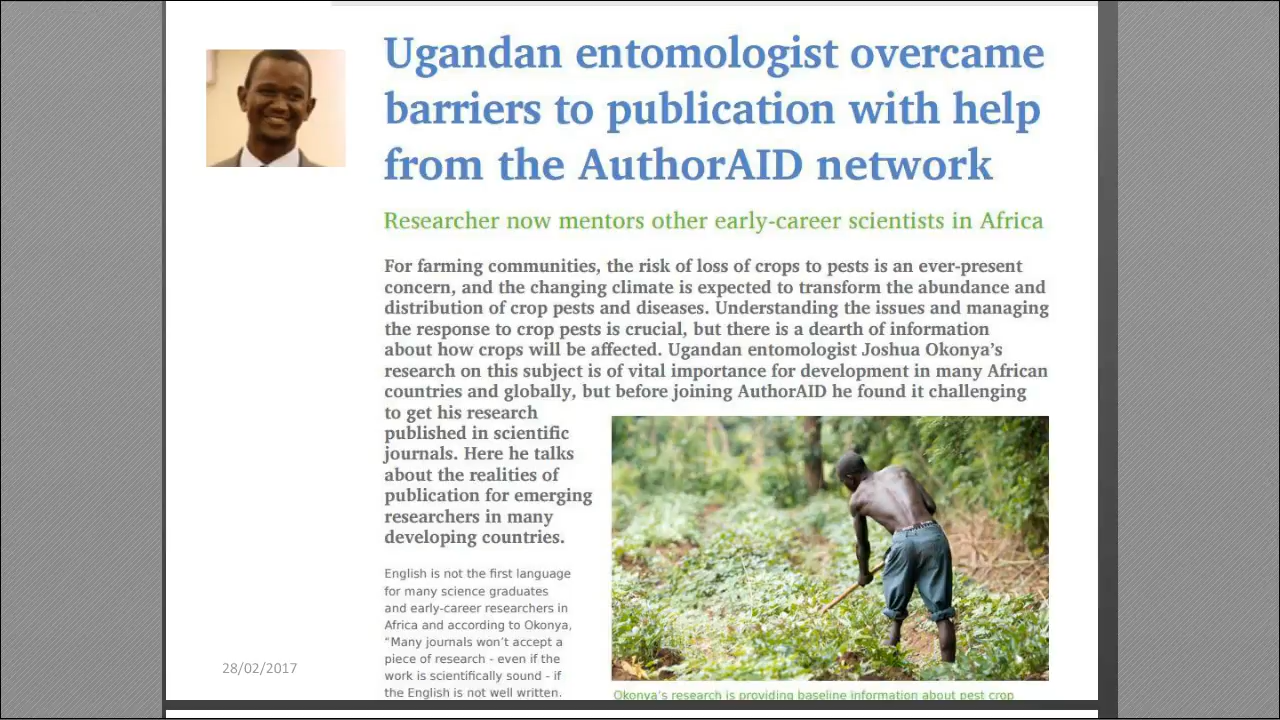 Ugandan entomologist overcame
barriers to publication with help
from the AuthorAID network
Researcher now mentors other early-career scientists in Africa
For farming communities, the risk of loss of crops to pests is an ever-present
concern, and the changing climate is expected to transform the abundance and
distribution of crop pests and diseases. Understanding the issues and managing
the response to crop pests is crucial, but there is a dearth of information
about how crops will be affected. Ugandan entomologist Joshua Okonya’s
research on this subject is of vital importance for development in many African
countries and globally, but before joining AuthorAID he found it challenging
to get his research
published in scientific
journals. Here he talks
about the realities of
publication for emerging
researchers in many
developing countries.
English is not the first language
for many science graduates
and early-career researchers in
Africa and according to Okonya,
“Many journals won’t accept a
piece of research - even if the
work is scientifically sound - if
the English is not well written.
Okonya’s research is providing baseline information about pest crop
28/02/2017